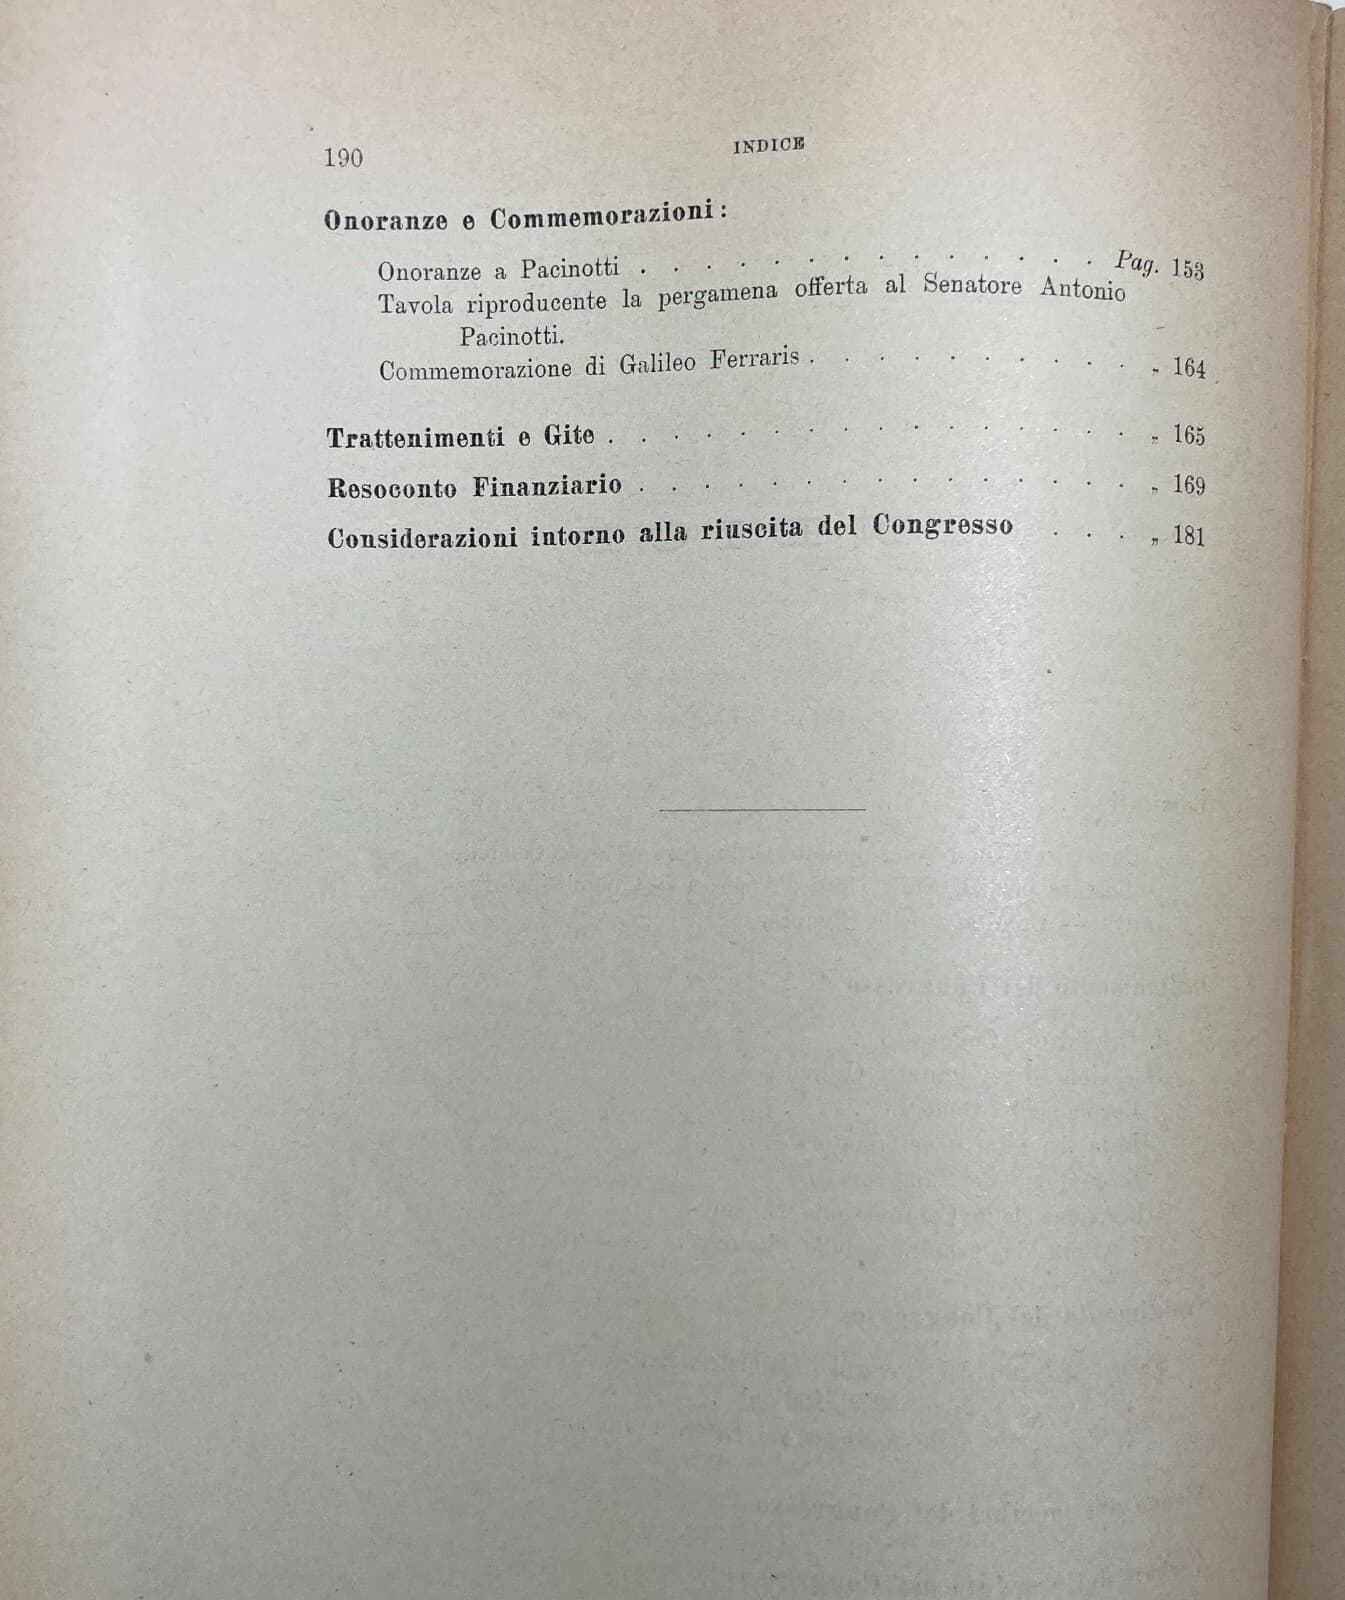 190
INDICE
Onoranze e Commemorazioni:
Onoranze a Pacinotti . . . . . . . . . . . . . . Pag. 153
Tavola riproducente la pergamena offerta al Senatore Antonio
Pacinotti.
Commemorazione di Galileo Ferraris . . . . . . . . . . „ 164
Trattenimenti e Gite . . . . . . . . . . . . . . . . „ 165
Resoconto Finanziario . . . . . . . . . . . . . . . „ 169
Considerazioni intorno alla riuscita del Congresso . . . „ 181